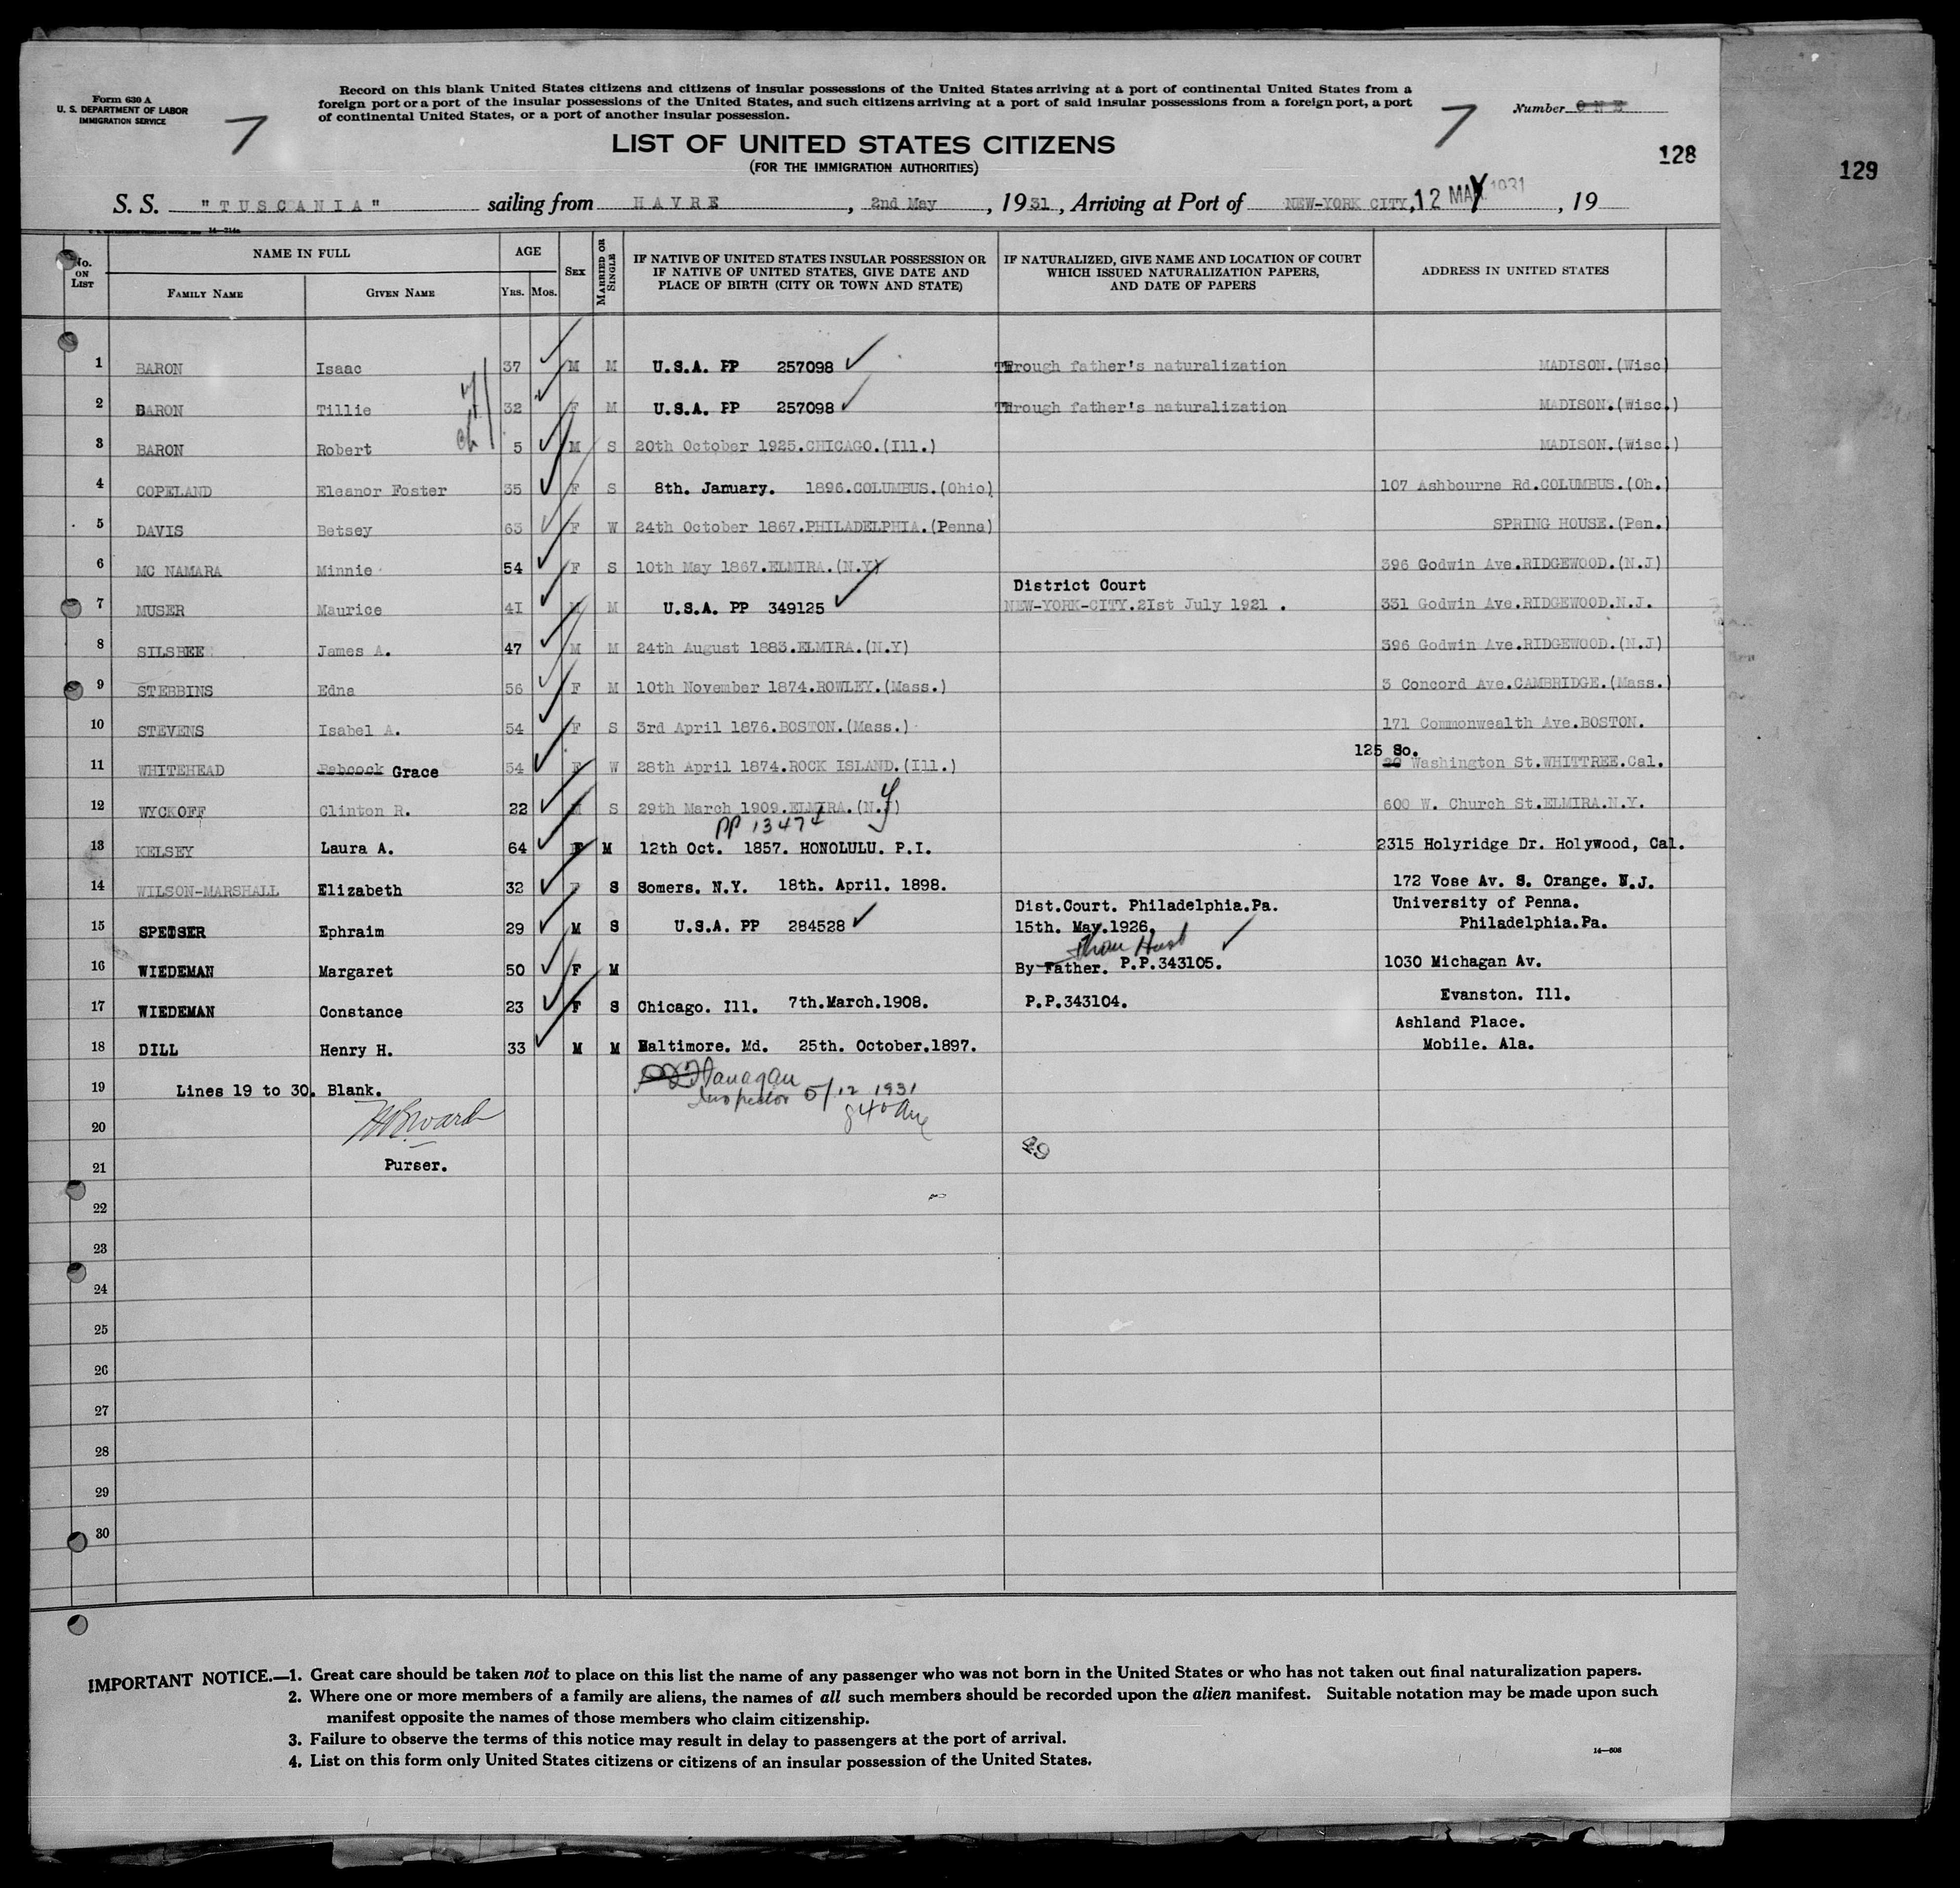 Form 630 A
U. S. DEPARTMENT OF LABOR
IMMIGRATION SERVICE
7
Record on this blank United States citizens and citizens of insular possessions of the United States arriving at a port of continental United States from a
foreign port or a port of the insular possessions of the United States, and such citizens arriving at a port of said insular possessions from a foreign port, a port
of continental United States, or a port of another insular possession.
7
Number ONE
LIST OF UNITED STATES CITIZENS
(FOR THE IMMIGRATION AUTHORITIES)
128
129
S. S. "TUSCANIA" sailing from HAVRE, 2nd May, 1931, Arriving at Port of NEW-YORK CITY, 12 MAY 1931, 19
No. ON LIST
NAME IN FULL
FAMILY NAME GIVEN NAME
AGE
YRS. MOS.
SEX
MARRIED OR SINGLE
IF NATIVE OF UNITED STATES INSULAR POSSESSION OR
IF NATIVE OF UNITED STATES, GIVE DATE AND
PLACE OF BIRTH (CITY OR TOWN AND STATE)
IF NATURALIZED, GIVE NAME AND LOCATION OF COURT
WHICH ISSUED NATURALIZATION PAPERS,
AND DATE OF PAPERS
ADDRESS IN UNITED STATES
1 BARON Isaac 37 M M U.S.A. PP 257098 Through father's naturalization MADISON.(Wisc)
2 BARON Tillie 32 F M U.S.A. PP 257098 Through father's naturalization MADISON.(Wisc.)
3 BARON Robert 5 M S 20th October 1925.CHICAGO.(Ill.) MADISON.(Wisc.)
4 COPELAND Eleanor Foster 35 F S 8th. January. 1896.COLUMBUS.(Ohio) 107 Ashbourne Rd.COLUMBUS.(Oh.)
5 DAVIS Betsey 63 F W 24th October 1867.PHILADELPHIA.(Penna) SPRING HOUSE.(Pen.)
6 MC NAMARA Minnie 54 F S 10th May 1867.ELMIRA.(N.Y) 396 Godwin Ave.RIDGEWOOD.(N.J)
District Court
7 MUSER Maurice 4I M M U.S.A. PP 349125 NEW-YORK-CITY.2Ist July 1921 . 331 Godwin Ave.RIDGEWOOD.N.J.
8 SILSBEE James A. 47 M M 24th August 1883.ELMIRA.(N.Y) 396 Godwin Ave.RIDGEWOOD.(N.J)
9 STEBBINS Edna 56 F M 10th November 1874.ROWLEY.(Mass.) 3 Concord Ave.CAMBRIDGE.(Mass.)
10 STEVENS Isabel A. 54 F S 3rd April 1876.BOSTON.(Mass.) 171 Commonwealth Ave.BOSTON.
125 So.
11 WHITEHEAD Babcock Grace 54 F W 28th April 1874.ROCK ISLAND.(Ill.) Washington St.WHITTREE.Cal.
12 WYCKOFF Clinton R. 22 M S 29th March 1909.ELMIRA.(N.Y) 600 W. Church St.ELMIRA.N.Y.
PP 13474
13 KELSEY Laura A. 64 F M 12th Oct. 1857. HONOLULU. P.I. 2315 Holyridge Dr. Holywood, Cal.
14 WILSON-MARSHALL Elizabeth 32 F S Somers. N.Y. 18th. April. 1898. 172 Vose Av. S. Orange. N.J.
Dist.Court. Philadelphia.Pa. University of Penna.
15 SPEISER Ephraim 29 M S U.S.A. PP 284528 15th. May.1926. Philadelphia.Pa.
16 WIEDEMAN Margaret 50 F M By Father. P.P.343105. 1030 Michagan Av.
Evanston. Ill.
17 WIEDEMAN Constance 23 F S Chicago. Ill. 7th.March.1908. P.P.343104.
Ashland Place.
18 DILL Henry H. 33 M M Baltimore. Md. 25th. October.1897. Mobile. Ala.
19 Lines 19 to 30. Blank.
Flanagan
Inspector 5/12 1931
20
49
21 Purser.
22
23
24
25
26
27
28
29
30
IMPORTANT NOTICE.—1. Great care should be taken not to place on this list the name of any passenger who was not born in the United States or who has not taken out final naturalization papers.
2. Where one or more members of a family are aliens, the names of all such members should be recorded upon the alien manifest. Suitable notation may be made upon such
manifest opposite the names of those members who claim citizenship.
3. Failure to observe the terms of this notice may result in delay to passengers at the port of arrival.
4. List on this form only United States citizens or citizens of an insular possession of the United States.
14—608